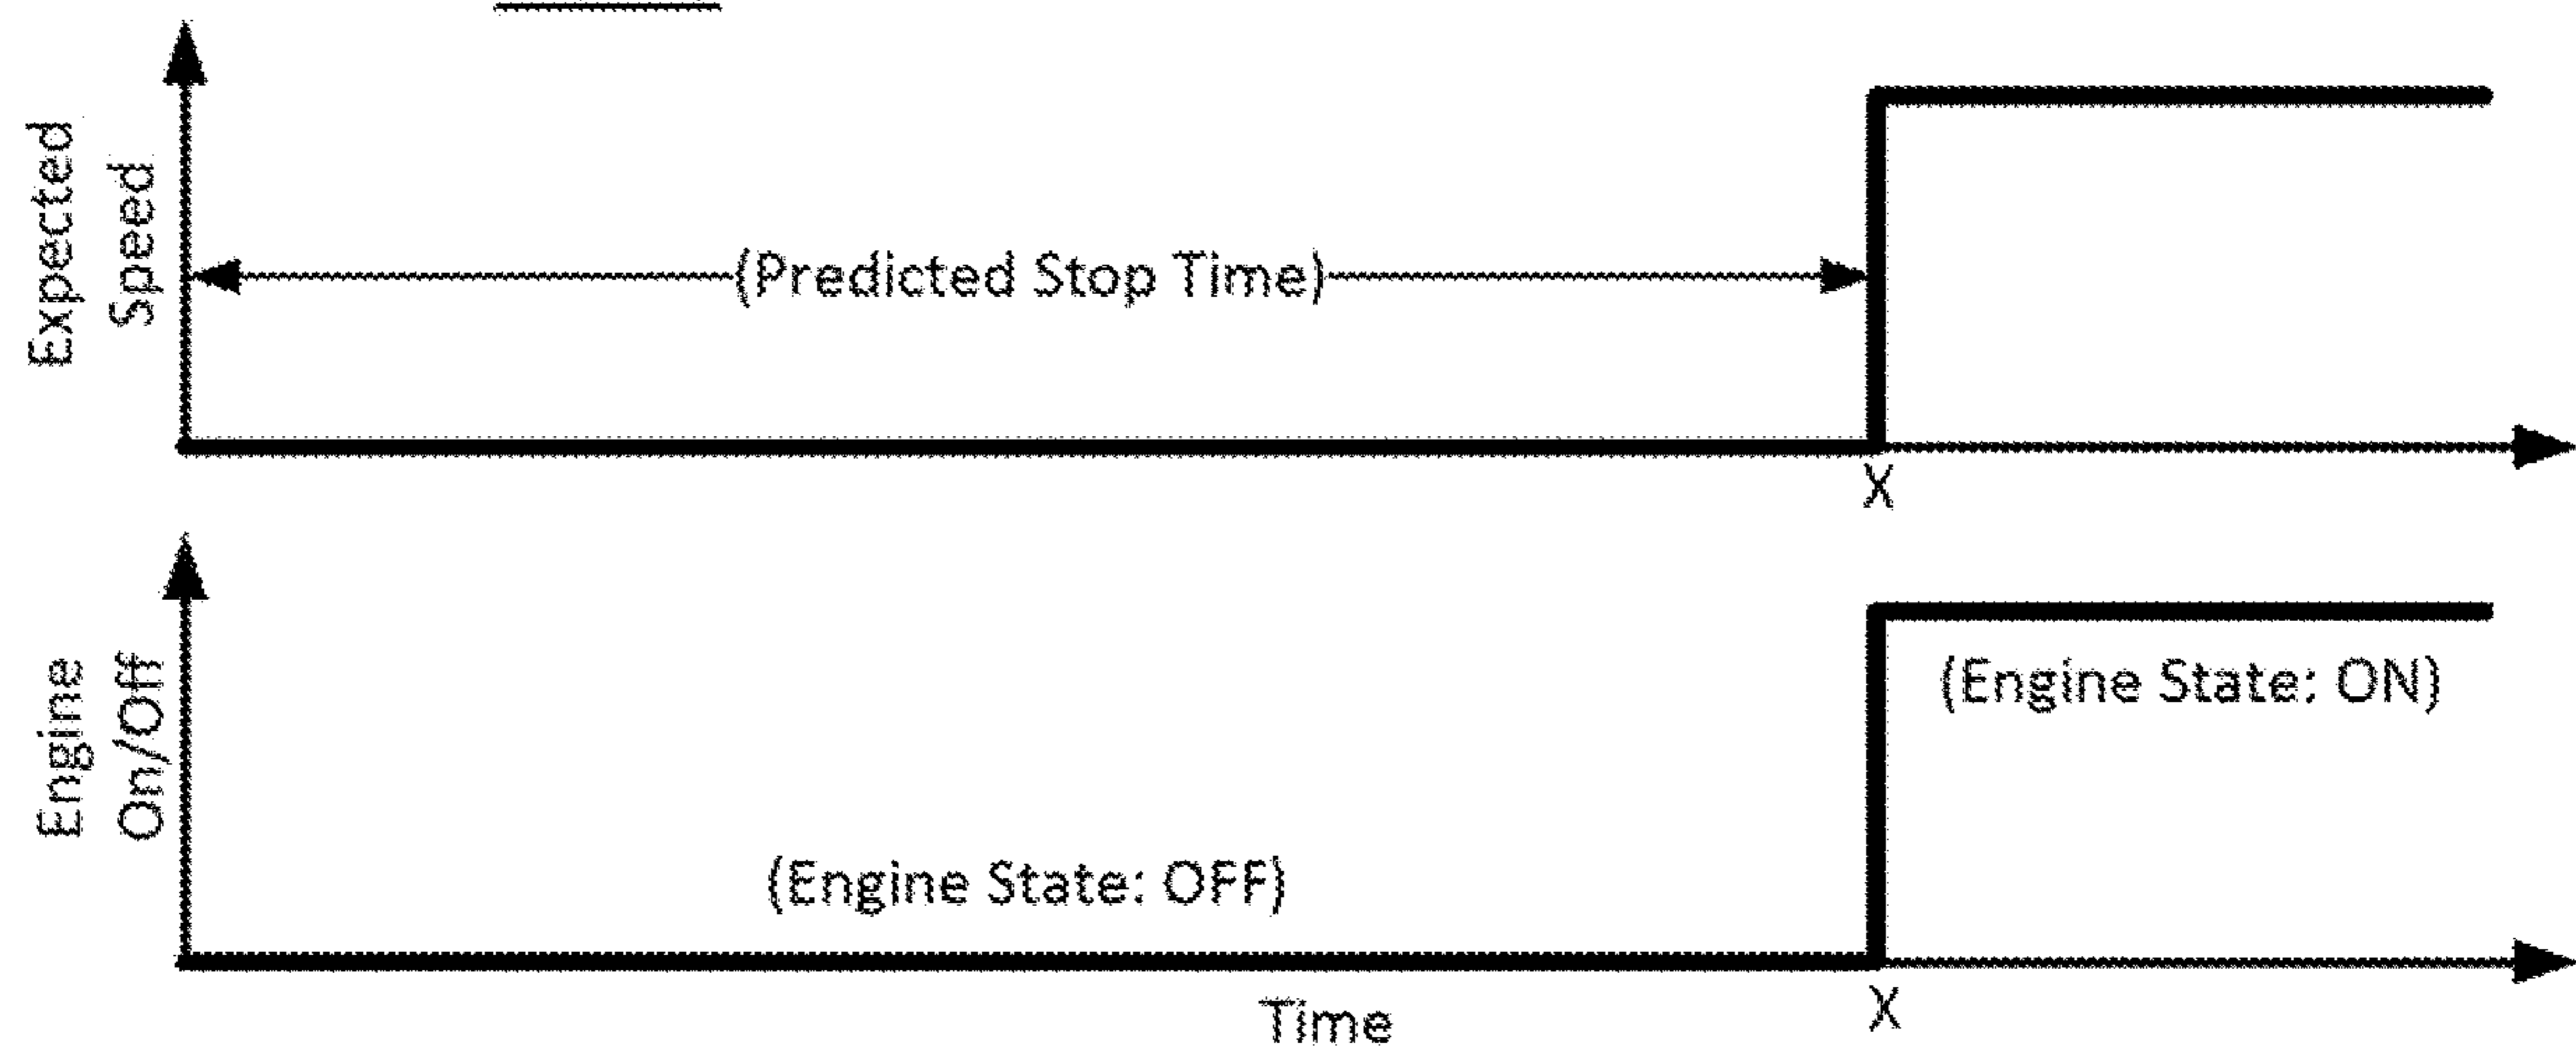 Expected
Speed
(Predicted Stop Time)
X
Engine
On/Off
(Engine State: ON)
(Engine State: OFF)
Time
X